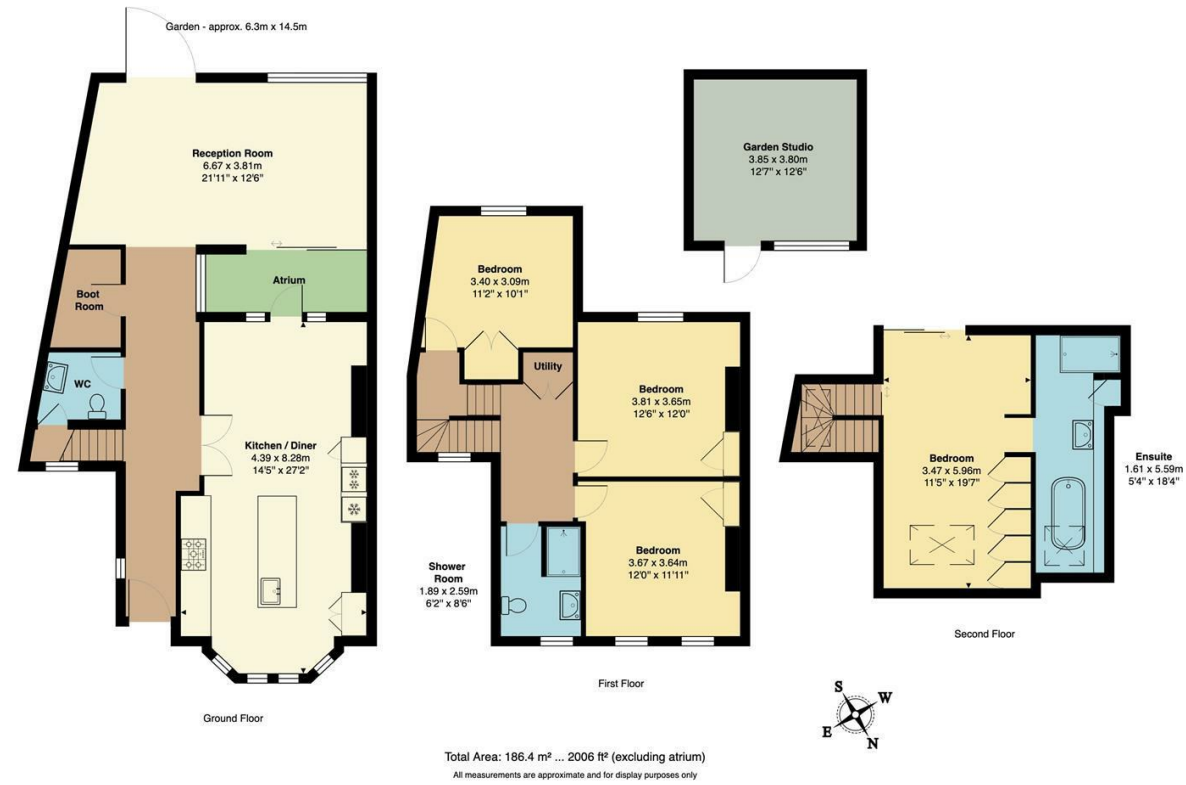 Garden - approx. 6.3m x 14.5m
Reception Room
6.67 x 3.81m
21'11" x 12'6"
Atrium
Boot
Room
WC
Kitchen / Diner
4.39 x 8.28m
14'5" x 27'2"
Ground Floor
Bedroom
3.40 x 3.09m
11'2" x 10'1"
Utility
Bedroom
3.81 x 3.65m
12'6" x 12'0"
Bedroom
3.67 x 3.64m
12'0" x 11'11"
Shower
Room
1.89 x 2.59m
6'2" x 8'6"
First Floor
Garden Studio
3.85 x 3.80m
12'7" x 12'6"
Bedroom
3.47 x 5.96m
11'5" x 19'7"
Ensuite
1.61 x 5.59m
5'4" x 18'4"
Second Floor
S
W
E
N
Total Area: 186.4 m² ... 2006 ft² (excluding atrium)
All measurements are approximate and for display purposes only